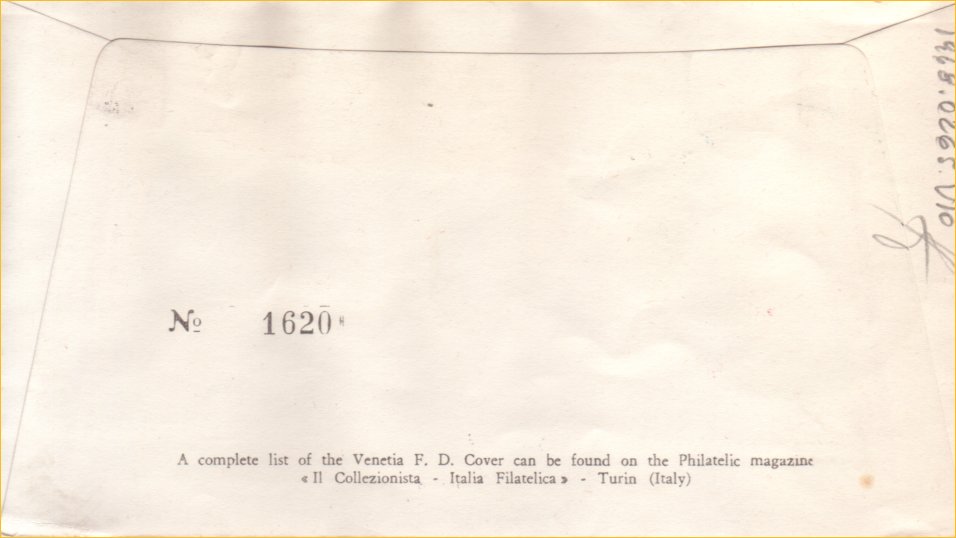 No 1620
A complete list of the Venetia F. D. Cover can be found on the Philatelic magazine
« Il Collezionista - Italia Filatelica » - Turin (Italy)